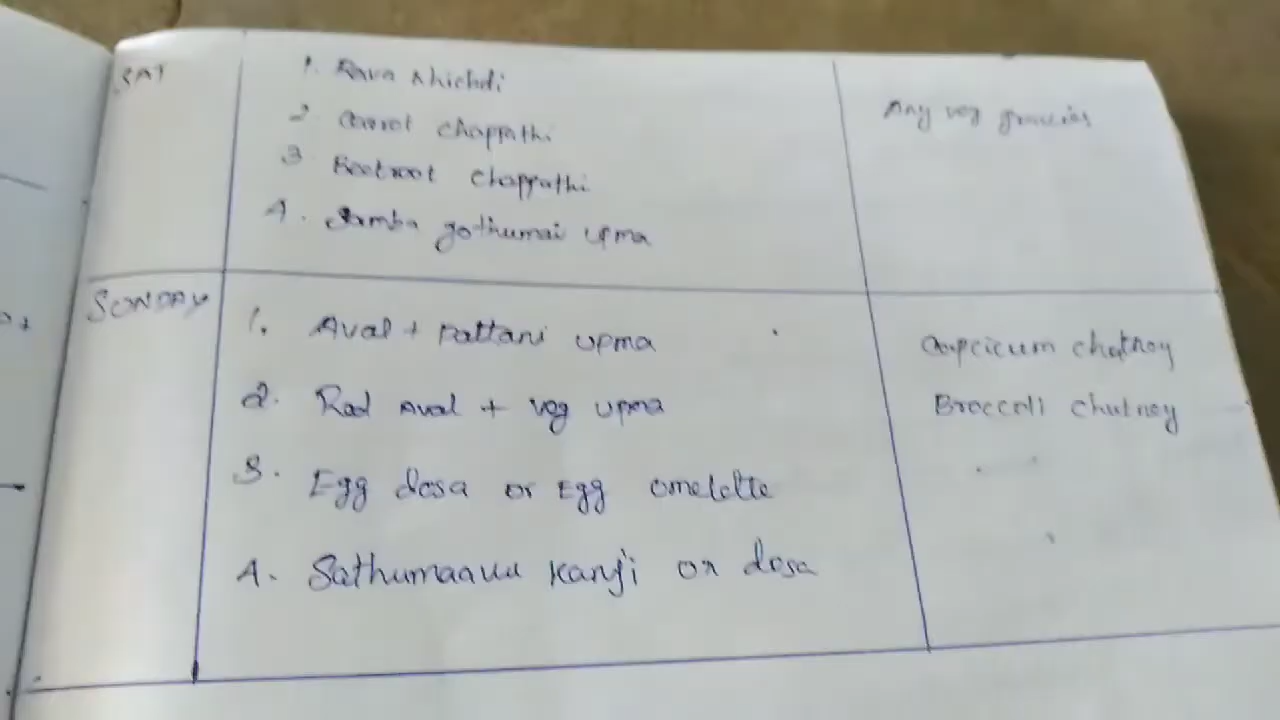 SAT
1. Rava khichdi
2 carrot chappathi
3 Beetroot chappathi
4. Samba gothumai upma
Any veg gravies
SUNDAY
1. Aval + Pattani upma
2. Red Aval + veg upma
3. Egg dosa or Egg omelette
4. Sathumaavu kanji or dosa
Capcicum chutney
Broccoli chutney